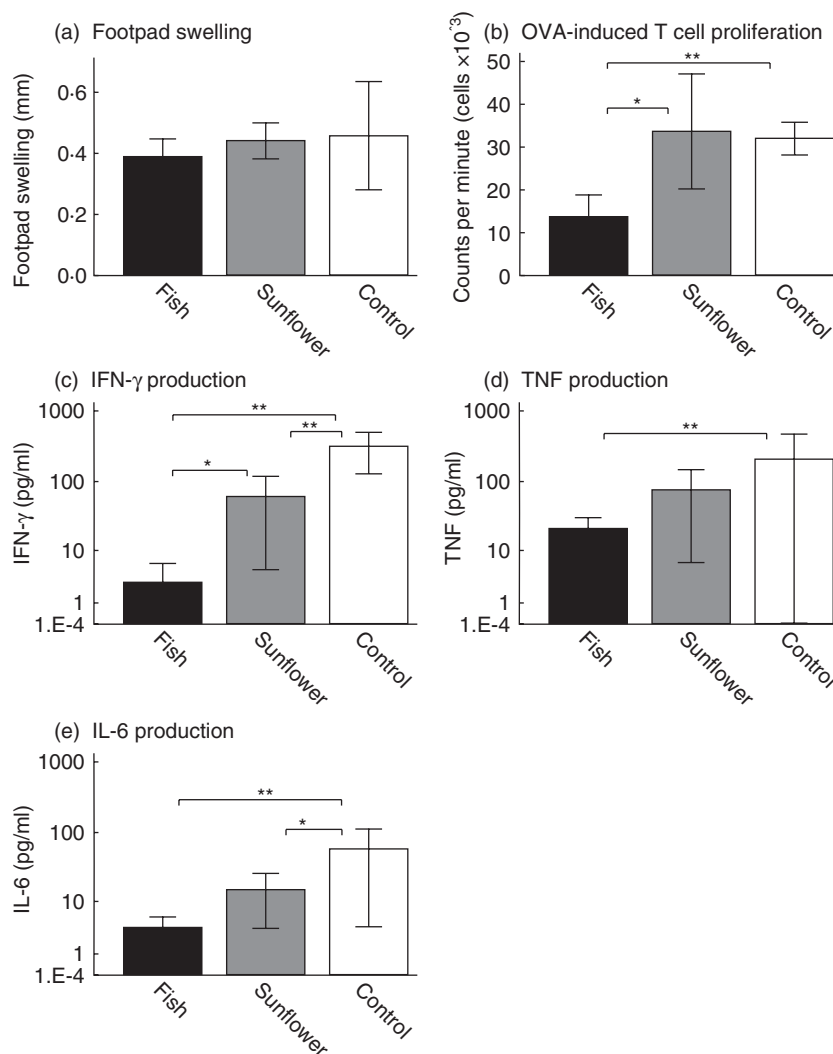 (a) Footpad swelling
Footpad swelling (mm)
0·6
0·4
0·2
0·0
Fish
Sunflower
Control
(b) OVA-induced T cell proliferation
Counts per minute (cells ×10⁻³)
50
40
30
20
10
0
**
*
Fish
Sunflower
Control
(c) IFN-γ production
IFN-γ (pg/ml)
1000
100
10
1
1.E-4
**
**
*
Fish
Sunflower
Control
(d) TNF production
TNF (pg/ml)
1000
100
10
1
1.E-4
**
Fish
Sunflower
Control
(e) IL-6 production
IL-6 (pg/ml)
1000
100
10
1
1.E-4
**
*
Fish
Sunflower
Control